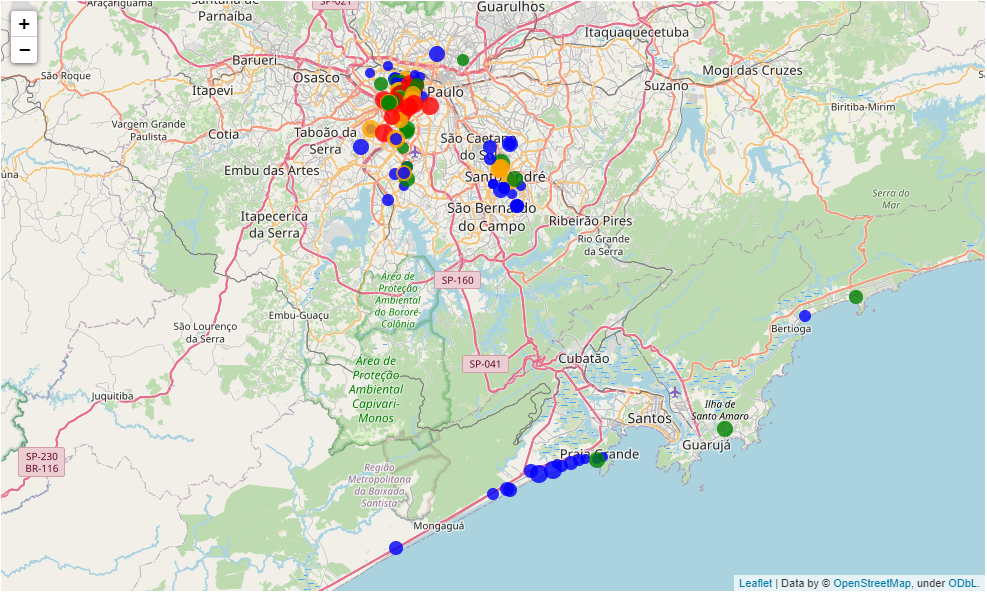 Araçariguama
Parnaíba
SP-021
Guarulhos
+
−
Itaquaquecetuba
Barueri
Osasco
São Roque
Itapevi
Paulo
Suzano
Mogi das Cruzes
Biritiba-Mirim
Vargem Grande
Paulista
Cotia
Taboão da
Serra
São Caetano
do Sul
Embu das Artes
Santo André
Serra do
Mar
São Bernardo
do Campo
Itapecerica
da Serra
Ribeirão Pires
Rio Grande
da Serra
Área de
Proteção
Ambiental
do Bororé-
Colônia
SP-160
Embu-Guaçu
São Lourenço
da Serra
Bertioga
SP-041
Cubatão
Área de
Proteção
Ambiental
Capivari-
Monos
Juquitiba
Ilha de
Santo Amaro
Santos
Guarujá
SP-230
BR-116
Praia Grande
Região
Metropolitana
da Baixada
Santista
Mongaguá
Leaflet | Data by © OpenStreetMap, under ODbL.